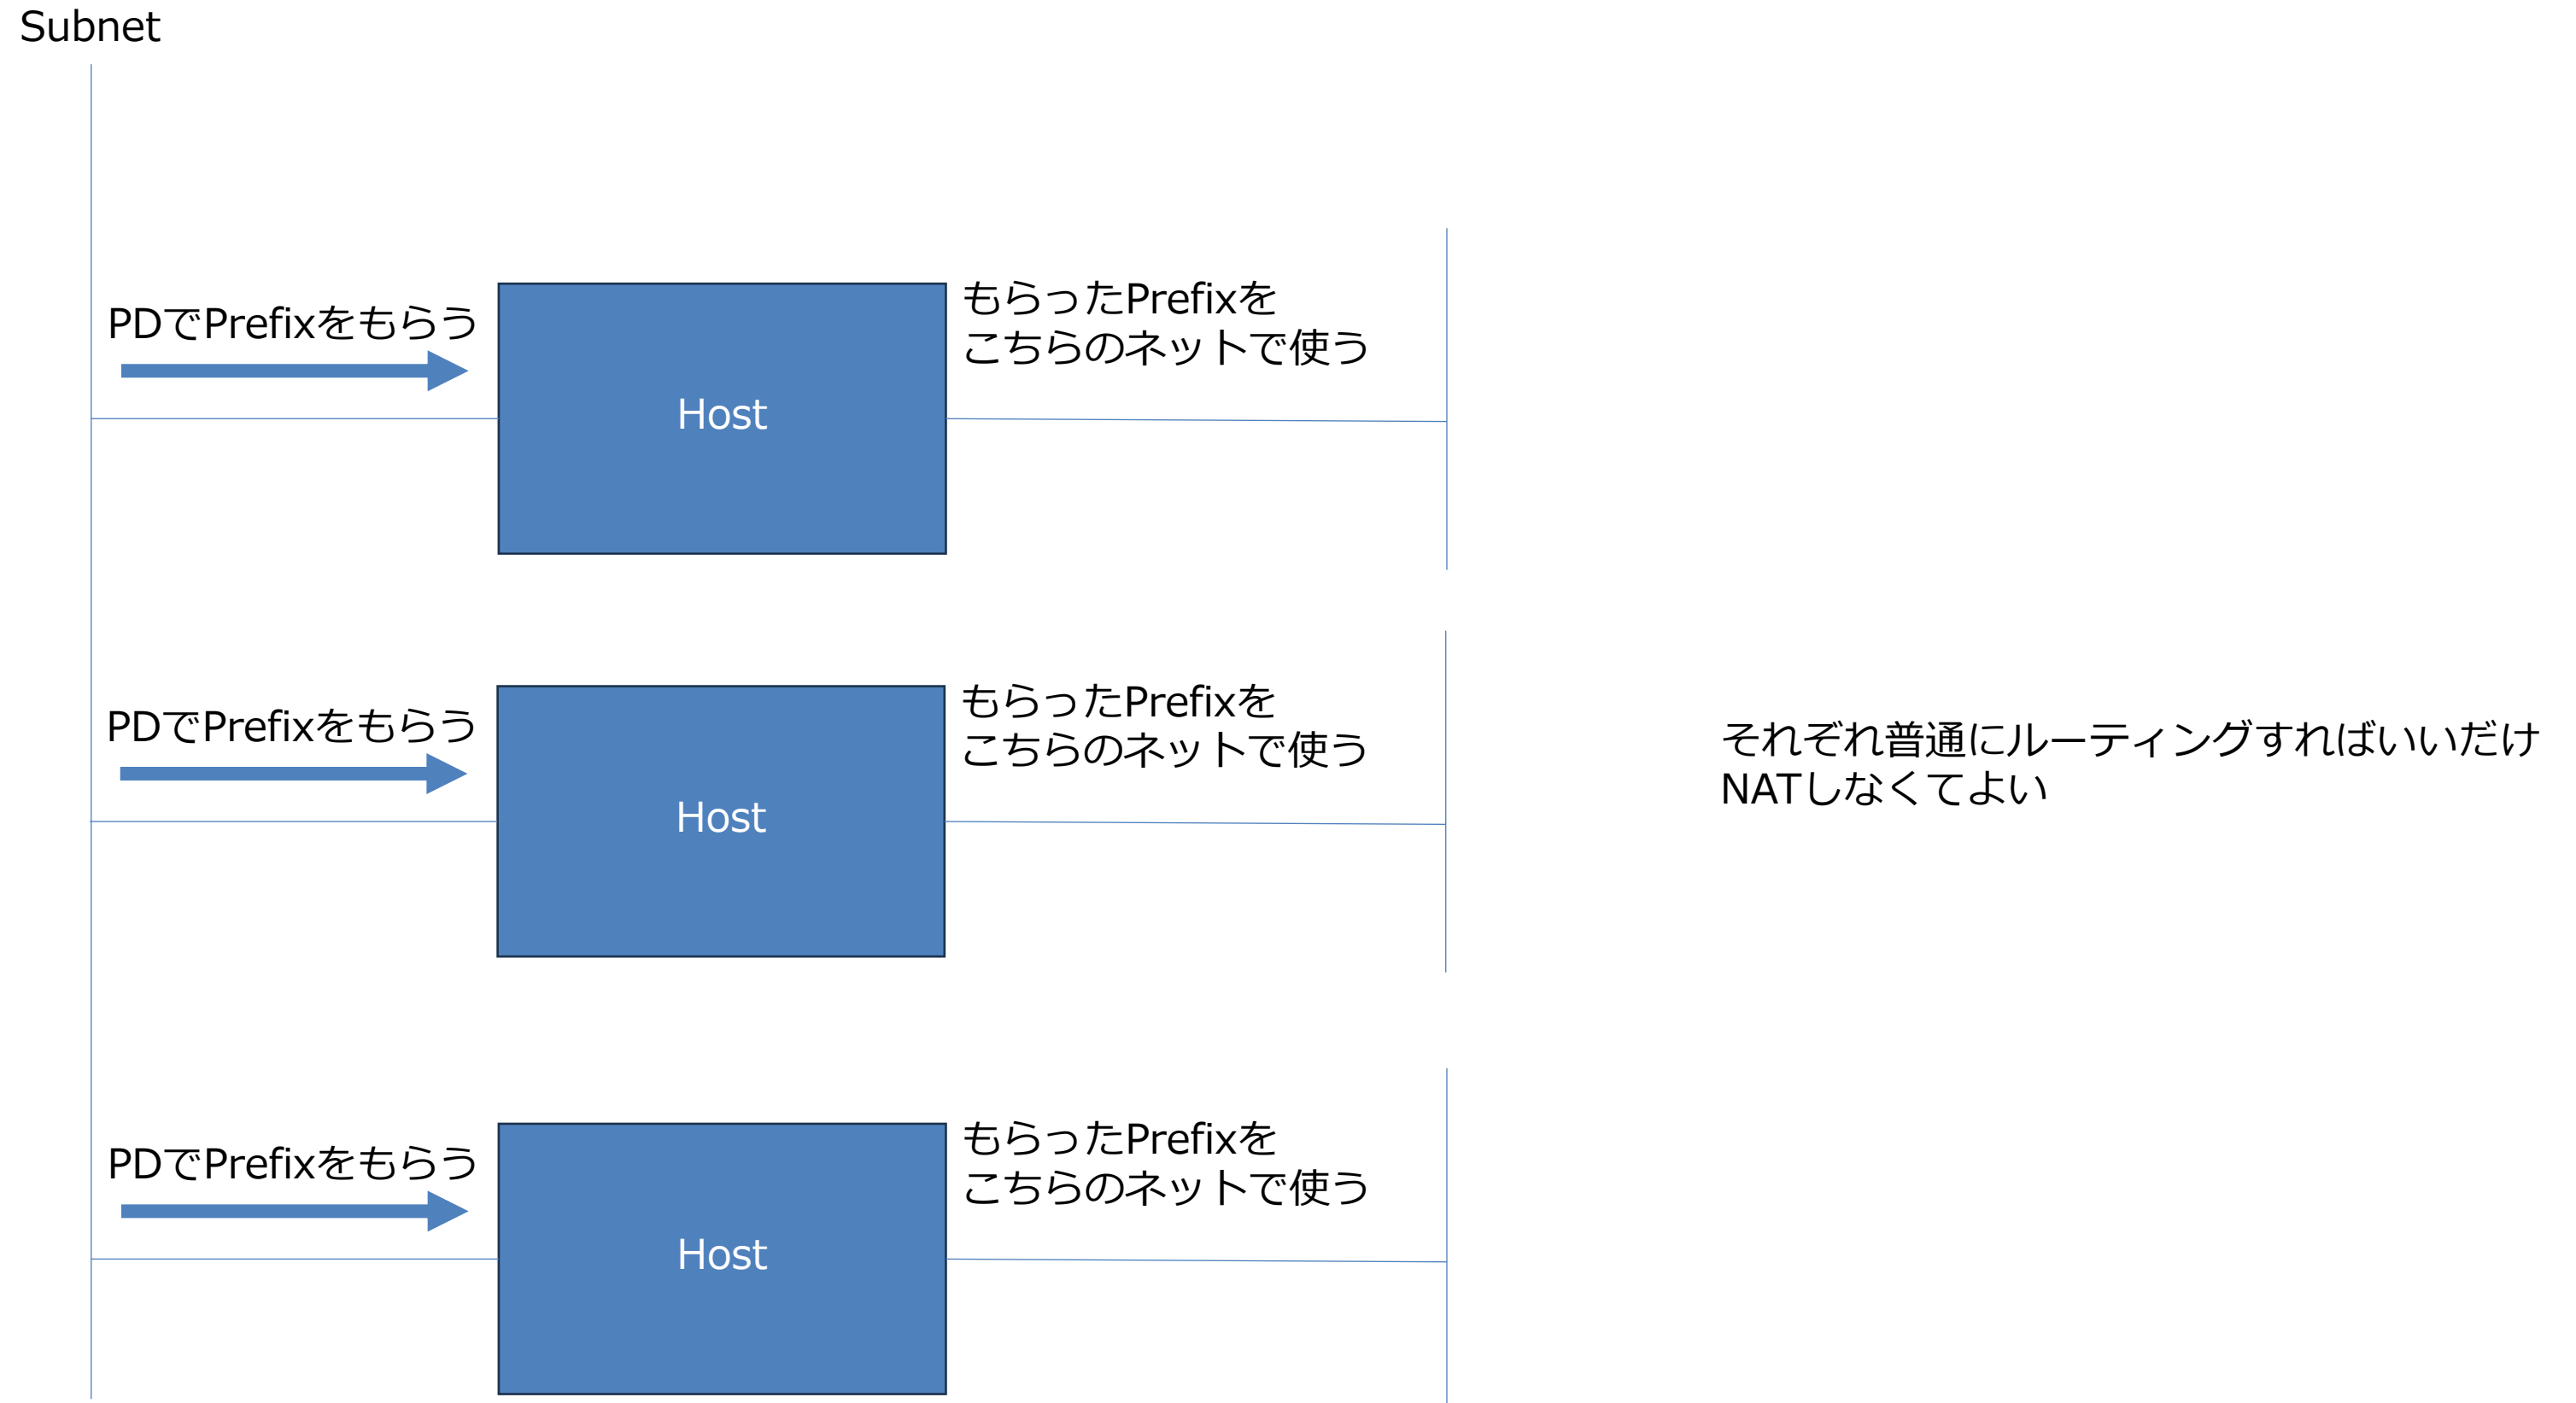 Subnet
PDでPrefixをもらう
Host
もらったPrefixを
こちらのネットで使う
PDでPrefixをもらう
Host
もらったPrefixを
こちらのネットで使う
それぞれ普通にルーティングすればいいだけ
NATしなくてよい
PDでPrefixをもらう
Host
もらったPrefixを
こちらのネットで使う